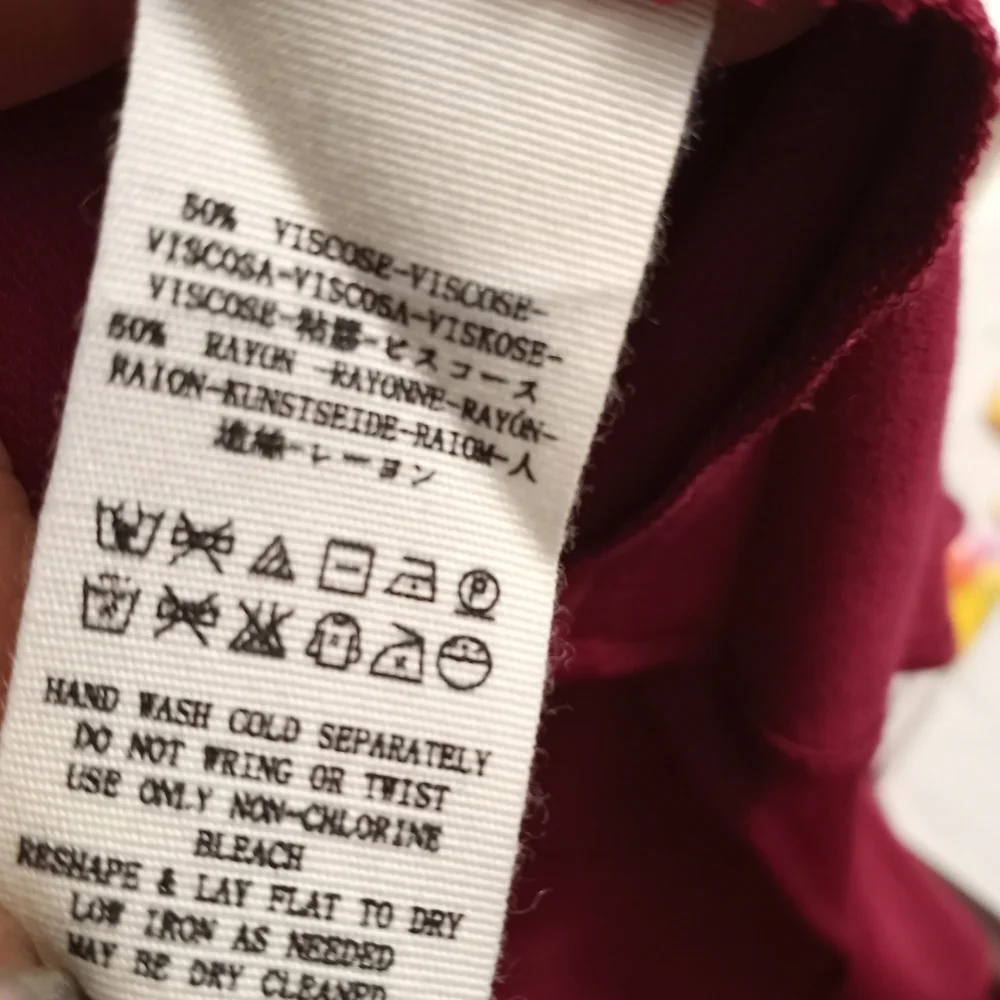 50% VISCOSE-VISCOSE-
VISCOSA-VISCOSA-VISKOSE-
VISCOSE-粘膠-ビスコース
50% RAYON -RAYONNE-RAYÓN-
RAION-KUNSTSEIDE-RAIOM-人
造絲-レーヨン
P
HAND WASH COLD SEPARATELY
DO NOT WRING OR TWIST
USE ONLY NON-CHLORINE
BLEACH
RESHAPE & LAY FLAT TO DRY
LOW IRON AS NEEDED
MAY BE DRY CLEANED